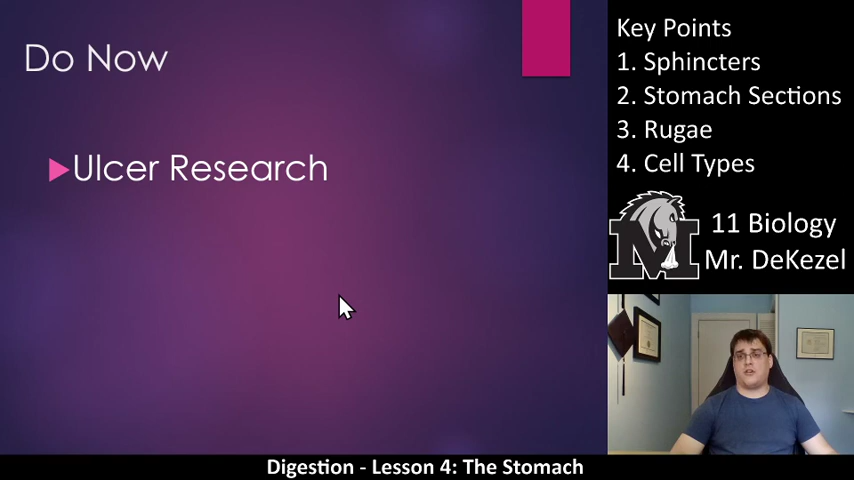 Do Now
Ulcer Research
Key Points
1. Sphincters
2. Stomach Sections
3. Rugae
4. Cell Types
M
11 Biology
Mr. DeKezel
Digestion - Lesson 4: The Stomach